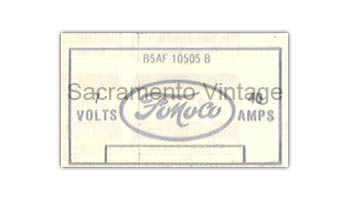 B5AF-10505-B
Sacramento Vintage
7 40
VOLTS FoMoCo AMPS